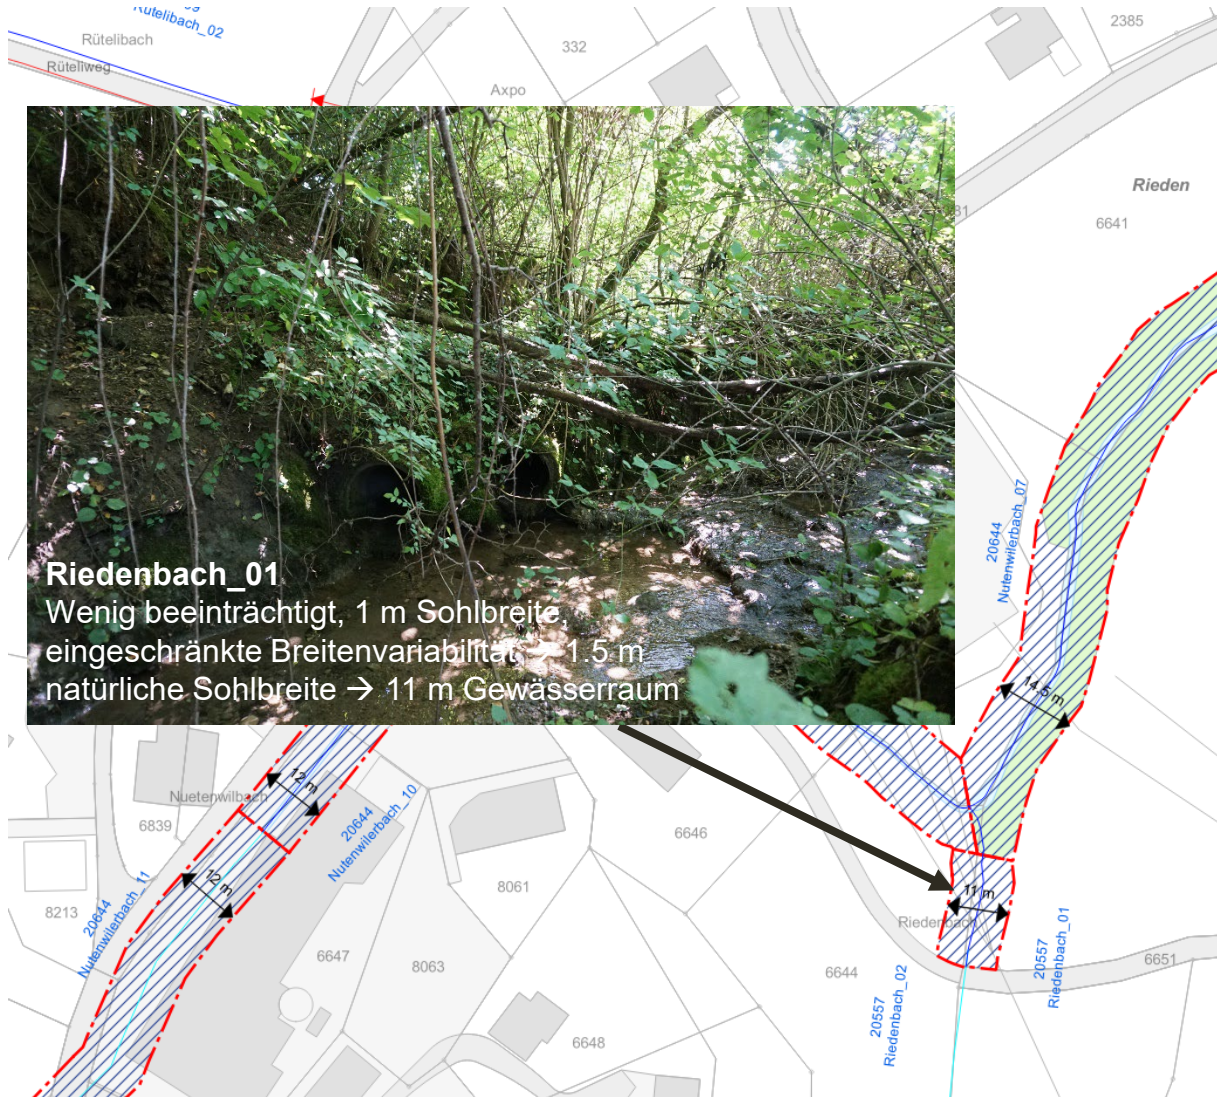 Rütelibach_02
Rütelibach
Rüteliweg
332
Axpo
2385
Rieden
6641
Riedenbach_01
Wenig beeinträchtigt, 1 m Sohlbreite,
eingeschränkte Breitenvariabilität → 1.5 m
natürliche Sohlbreite → 11 m Gewässerraum
20644
Nutenwilerbach_07
14.5 m
12 m
Nuetenwilbach
6839
20644
Nutenwilerbach_10
6646
12 m
8061
11 m
8213
20644
Nutenwilerbach_11
Riedenbach
6647
8063
6644
20557
Riedenbach_01
6651
20557
Riedenbach_02
6648